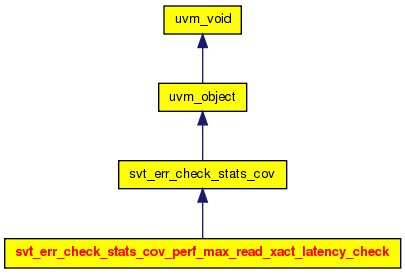 uvm_void
uvm_object
svt_err_check_stats_cov
svt_err_check_stats_cov_perf_max_read_xact_latency_check